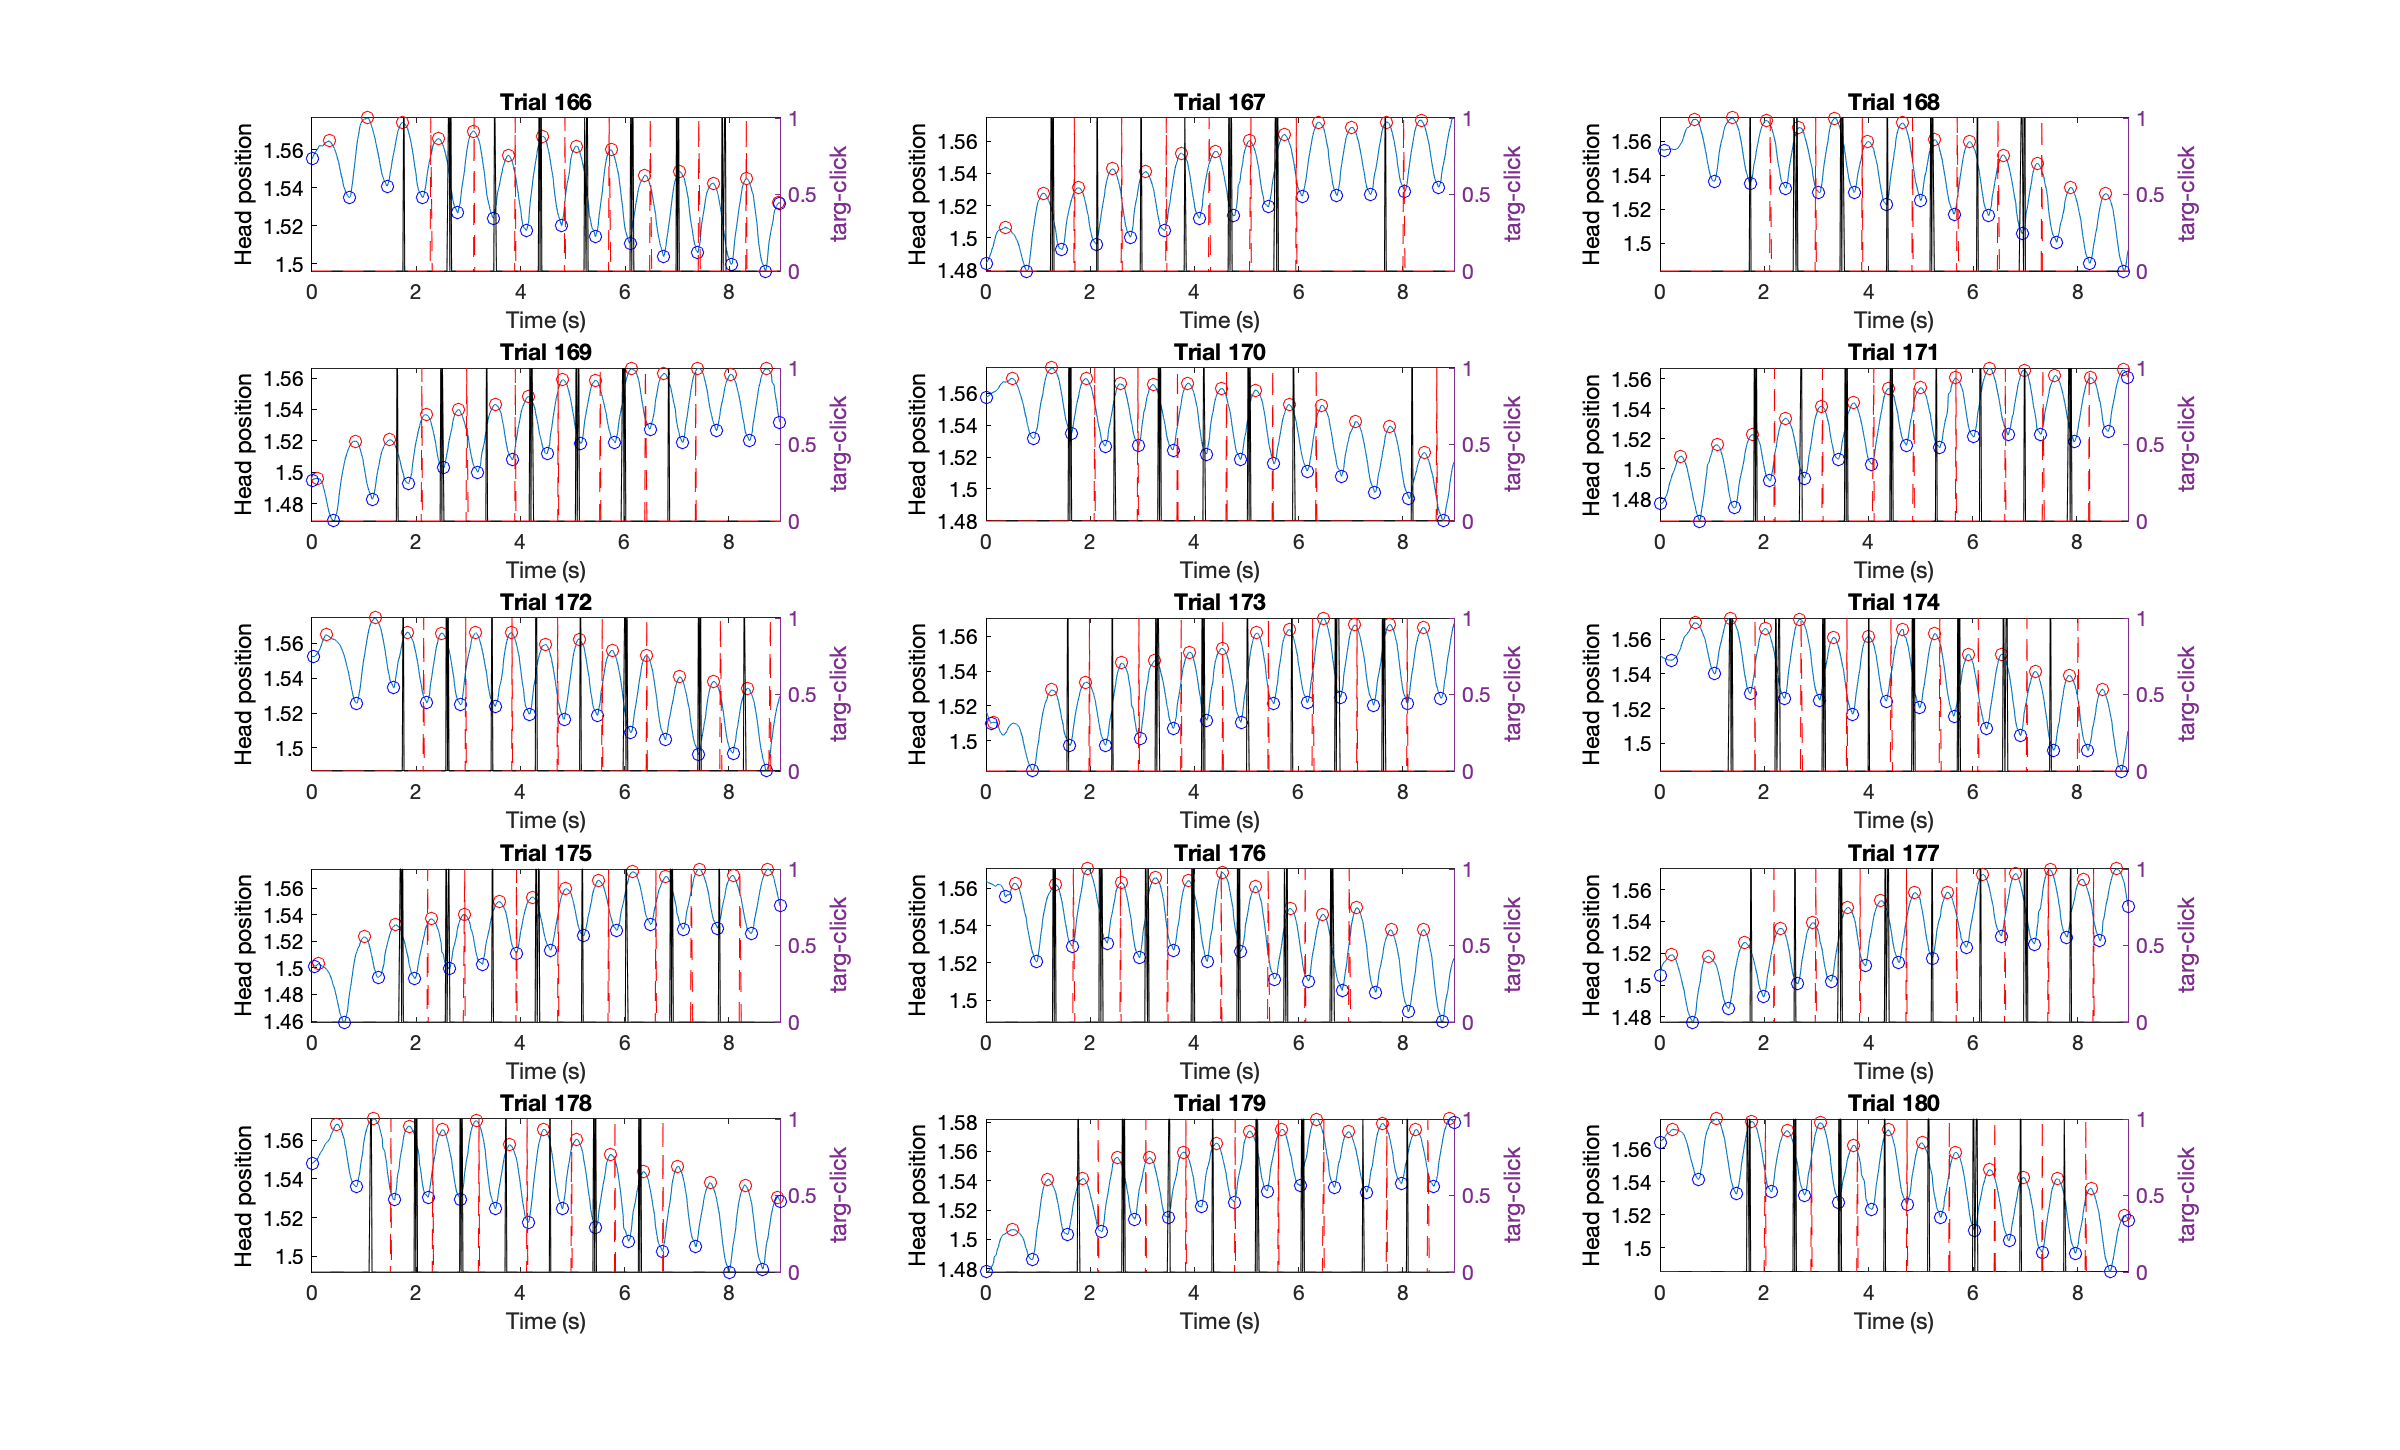 Trial 166
Head position
1.56
1.54
1.52
1.5
1
0.5
0
targ-click
0 2 4 6 8
Time (s)
Trial 167
Head position
1.56
1.54
1.52
1.5
1.48
1
0.5
0
targ-click
0 2 4 6 8
Time (s)
Trial 168
Head position
1.56
1.54
1.52
1.5
1
0.5
0
targ-click
0 2 4 6 8
Time (s)
Trial 169
Head position
1.56
1.54
1.52
1.5
1.48
1
0.5
0
targ-click
0 2 4 6 8
Time (s)
Trial 170
Head position
1.56
1.54
1.52
1.5
1.48
1
0.5
0
targ-click
0 2 4 6 8
Time (s)
Trial 171
Head position
1.56
1.54
1.52
1.5
1.48
1
0.5
0
targ-click
0 2 4 6 8
Time (s)
Trial 172
Head position
1.56
1.54
1.52
1.5
1
0.5
0
targ-click
0 2 4 6 8
Time (s)
Trial 173
Head position
1.56
1.54
1.52
1.5
1
0.5
0
targ-click
0 2 4 6 8
Time (s)
Trial 174
Head position
1.56
1.54
1.52
1.5
1
0.5
0
targ-click
0 2 4 6 8
Time (s)
Trial 175
Head position
1.56
1.54
1.52
1.5
1.48
1.46
1
0.5
0
targ-click
0 2 4 6 8
Time (s)
Trial 176
Head position
1.56
1.54
1.52
1.5
1
0.5
0
targ-click
0 2 4 6 8
Time (s)
Trial 177
Head position
1.56
1.54
1.52
1.5
1.48
1
0.5
0
targ-click
0 2 4 6 8
Time (s)
Trial 178
Head position
1.56
1.54
1.52
1.5
1
0.5
0
targ-click
0 2 4 6 8
Time (s)
Trial 179
Head position
1.58
1.56
1.54
1.52
1.5
1.48
1
0.5
0
targ-click
0 2 4 6 8
Time (s)
Trial 180
Head position
1.56
1.54
1.52
1.5
1
0.5
0
targ-click
0 2 4 6 8
Time (s)